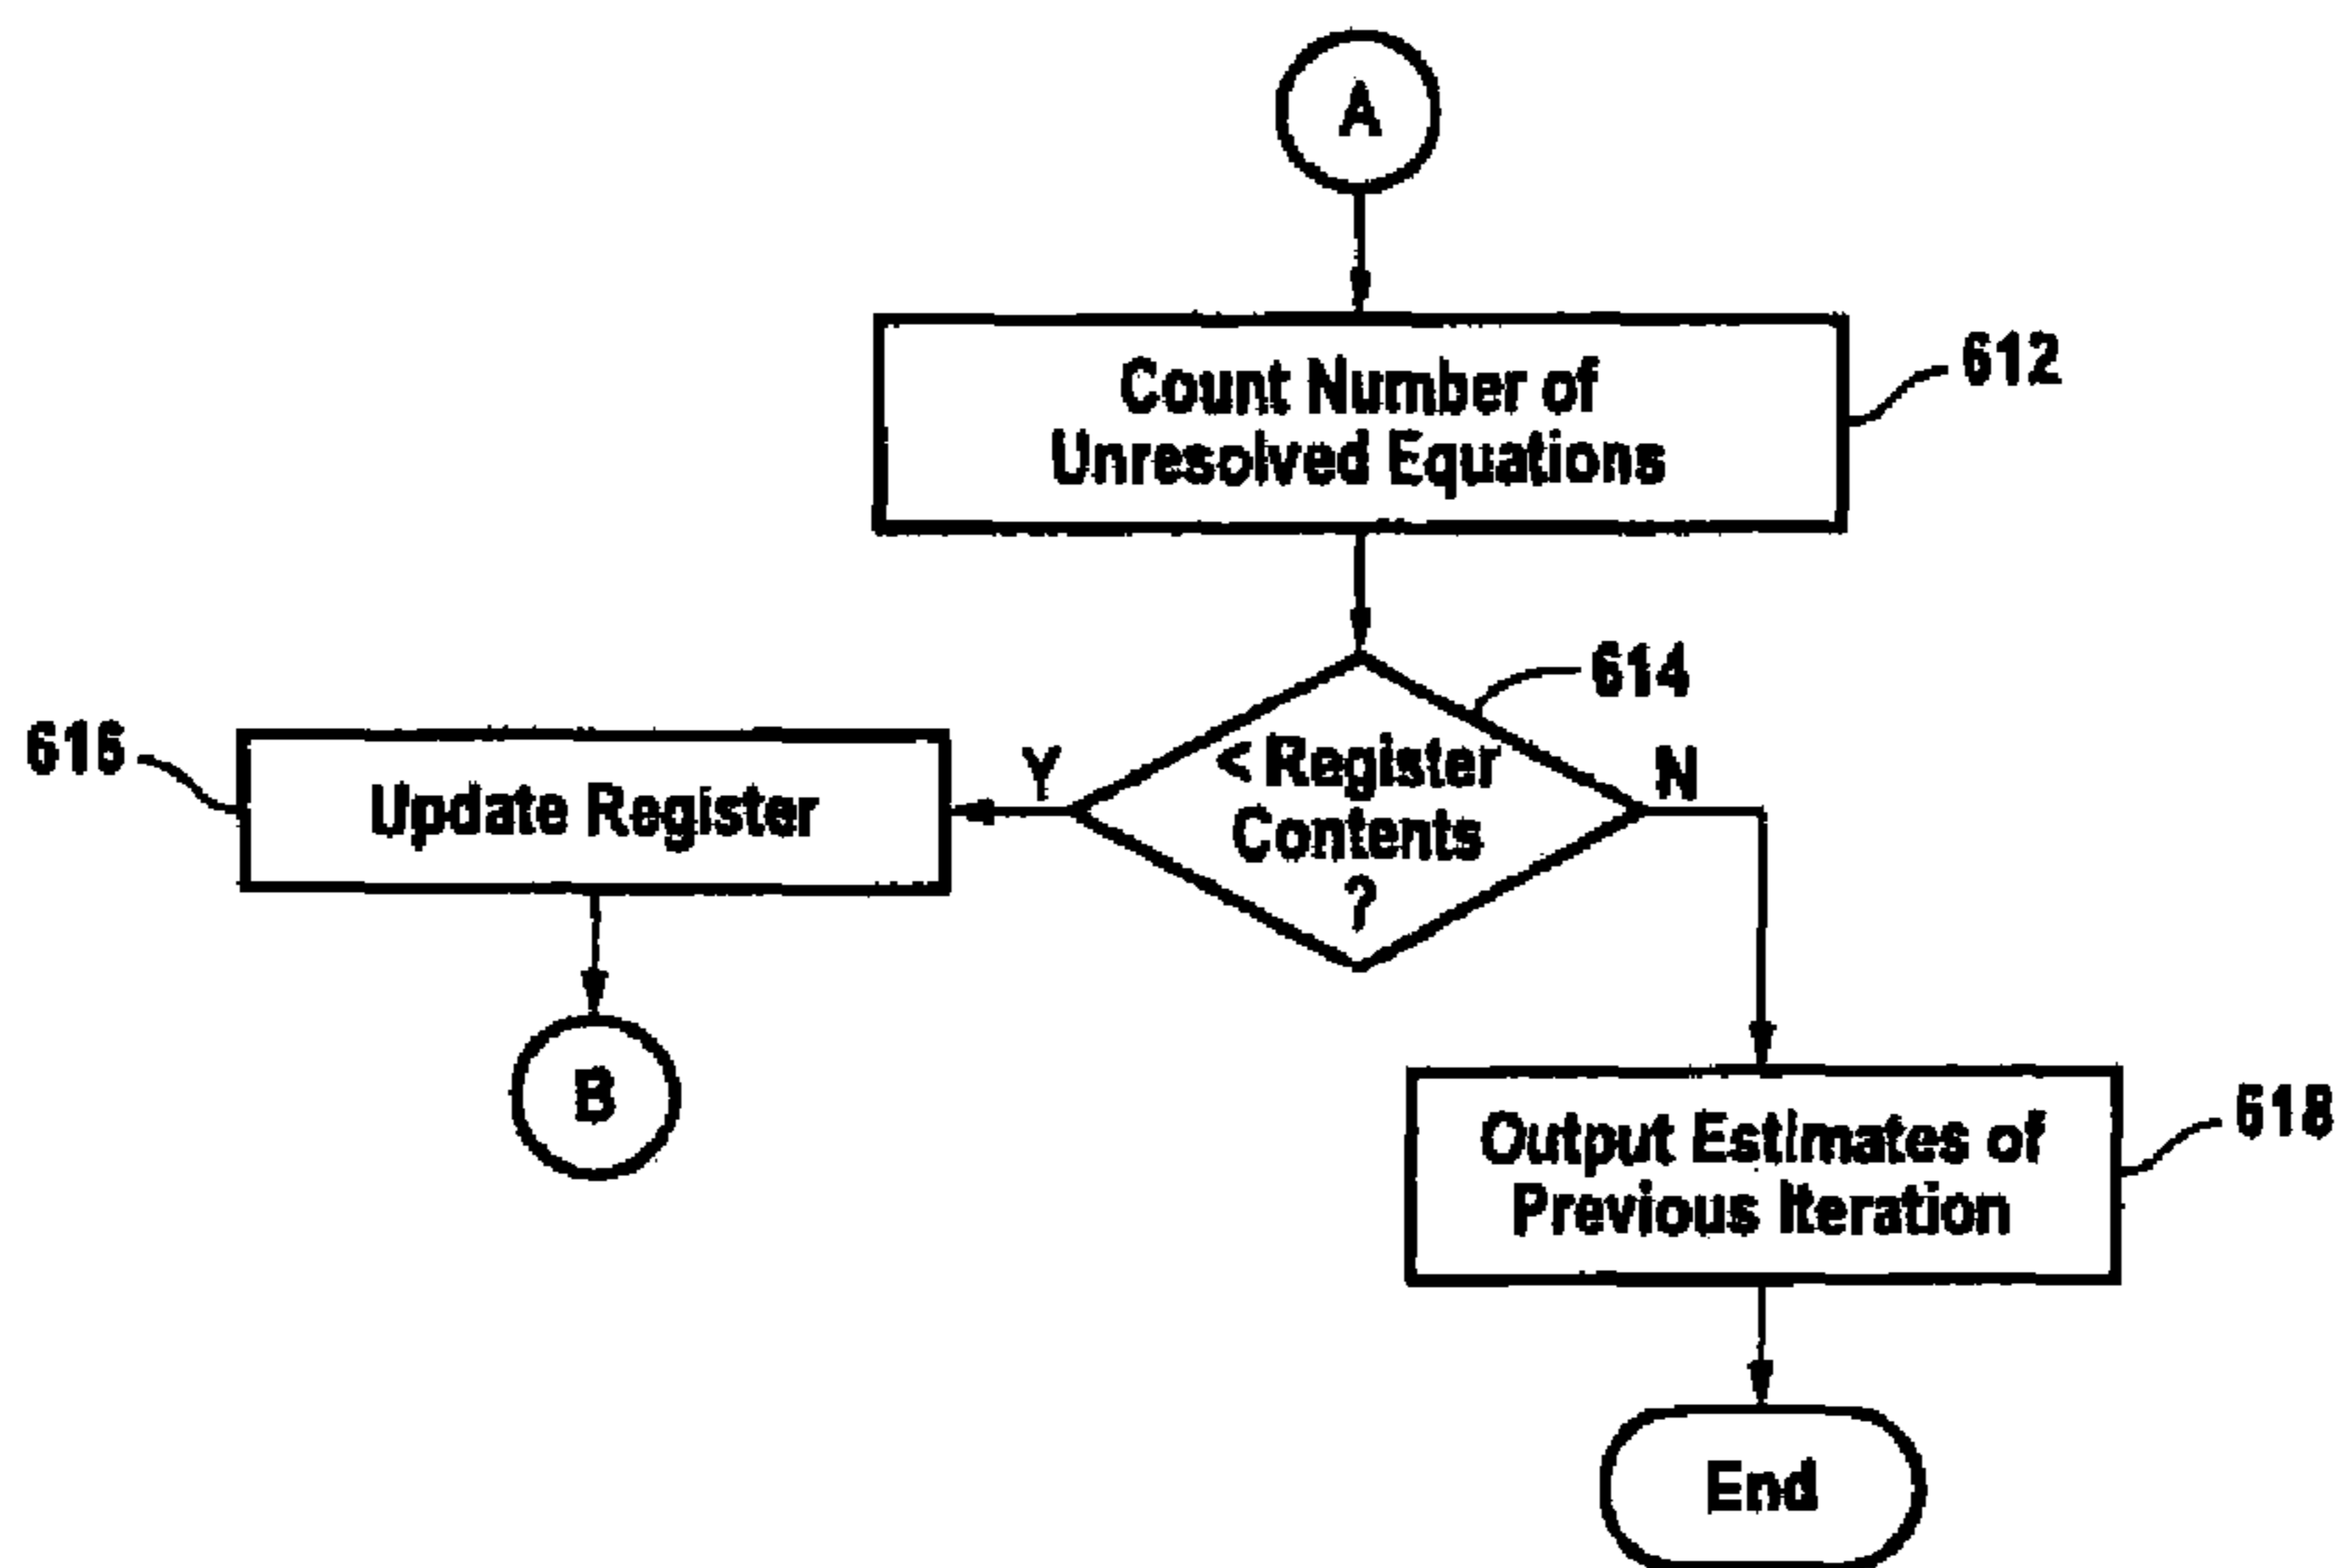 A
Count Number of
Unresolved Equations
612
614
< Register
Contents
?
Y
N
616
Update Register
B
Output Estimates of
Previous Iteration
618
End